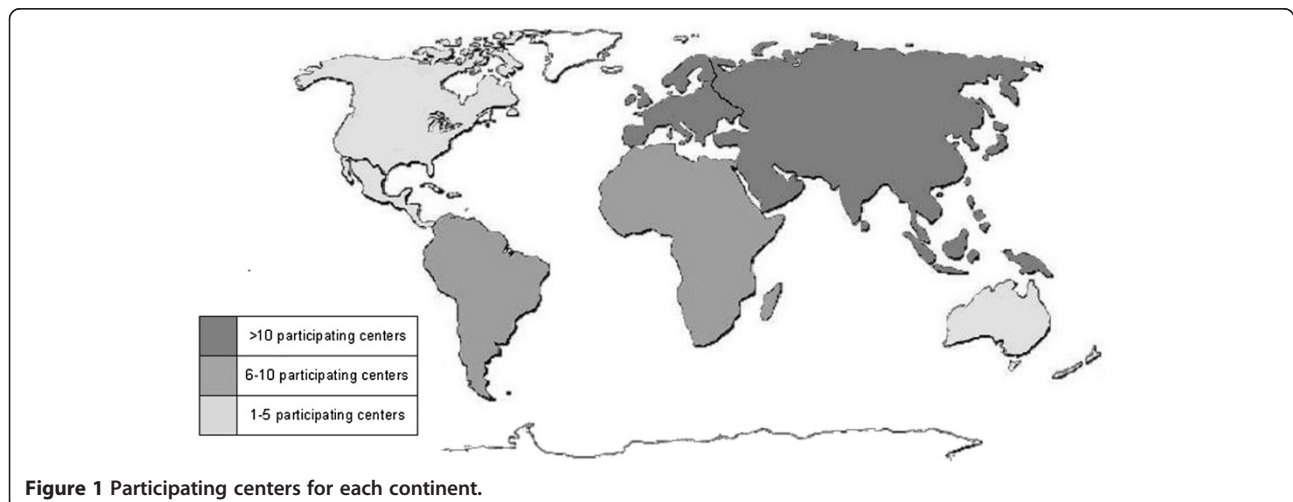 >10 participating centers
6-10 participating centers
1-5 participating centers
Figure 1 Participating centers for each continent.